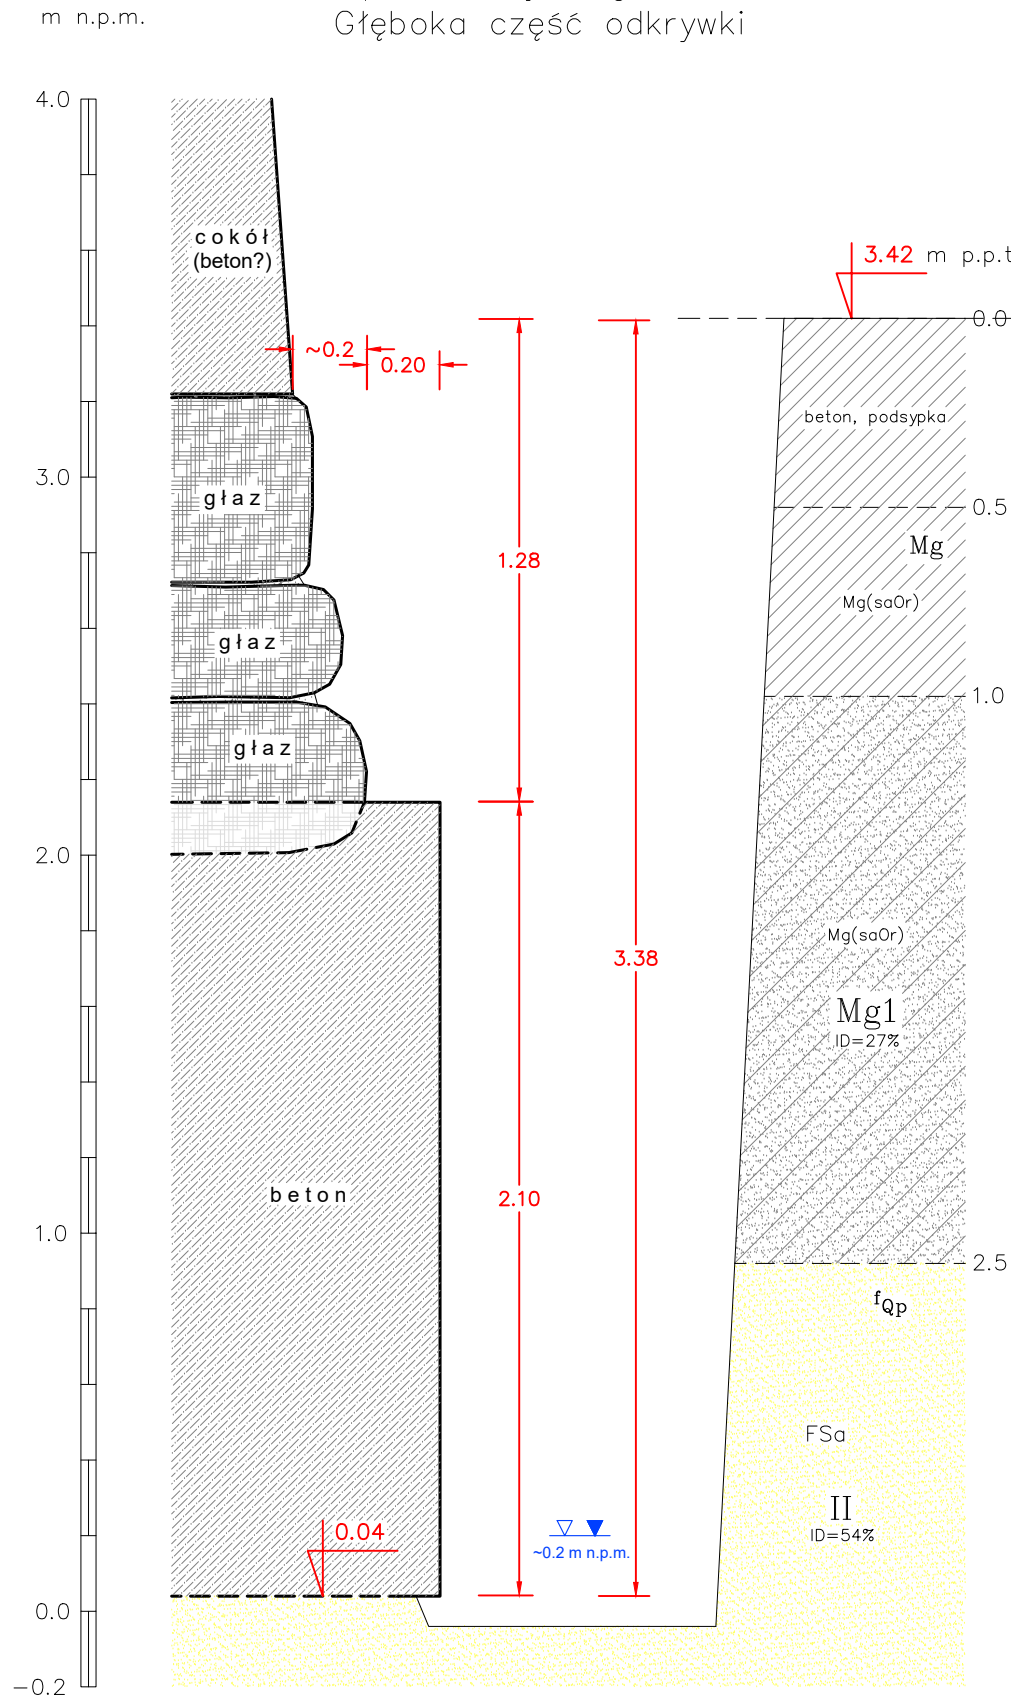 m n.p.m.
Głęboka część odkrywki
4.0
cokół
(beton?)
3.42 m p.p.t
0.0
~0.2
0.20
beton, podsypka
3.0
głaz
0.5
Mg
1.28
Mg(saOr)
głaz
1.0
głaz
2.0
Mg(saOr)
3.38
Mg1
ID=27%
beton
2.10
1.0
2.5
fQp
FSa
II
ID=54%
0.04
~0.2 m n.p.m.
0.0
-0.2